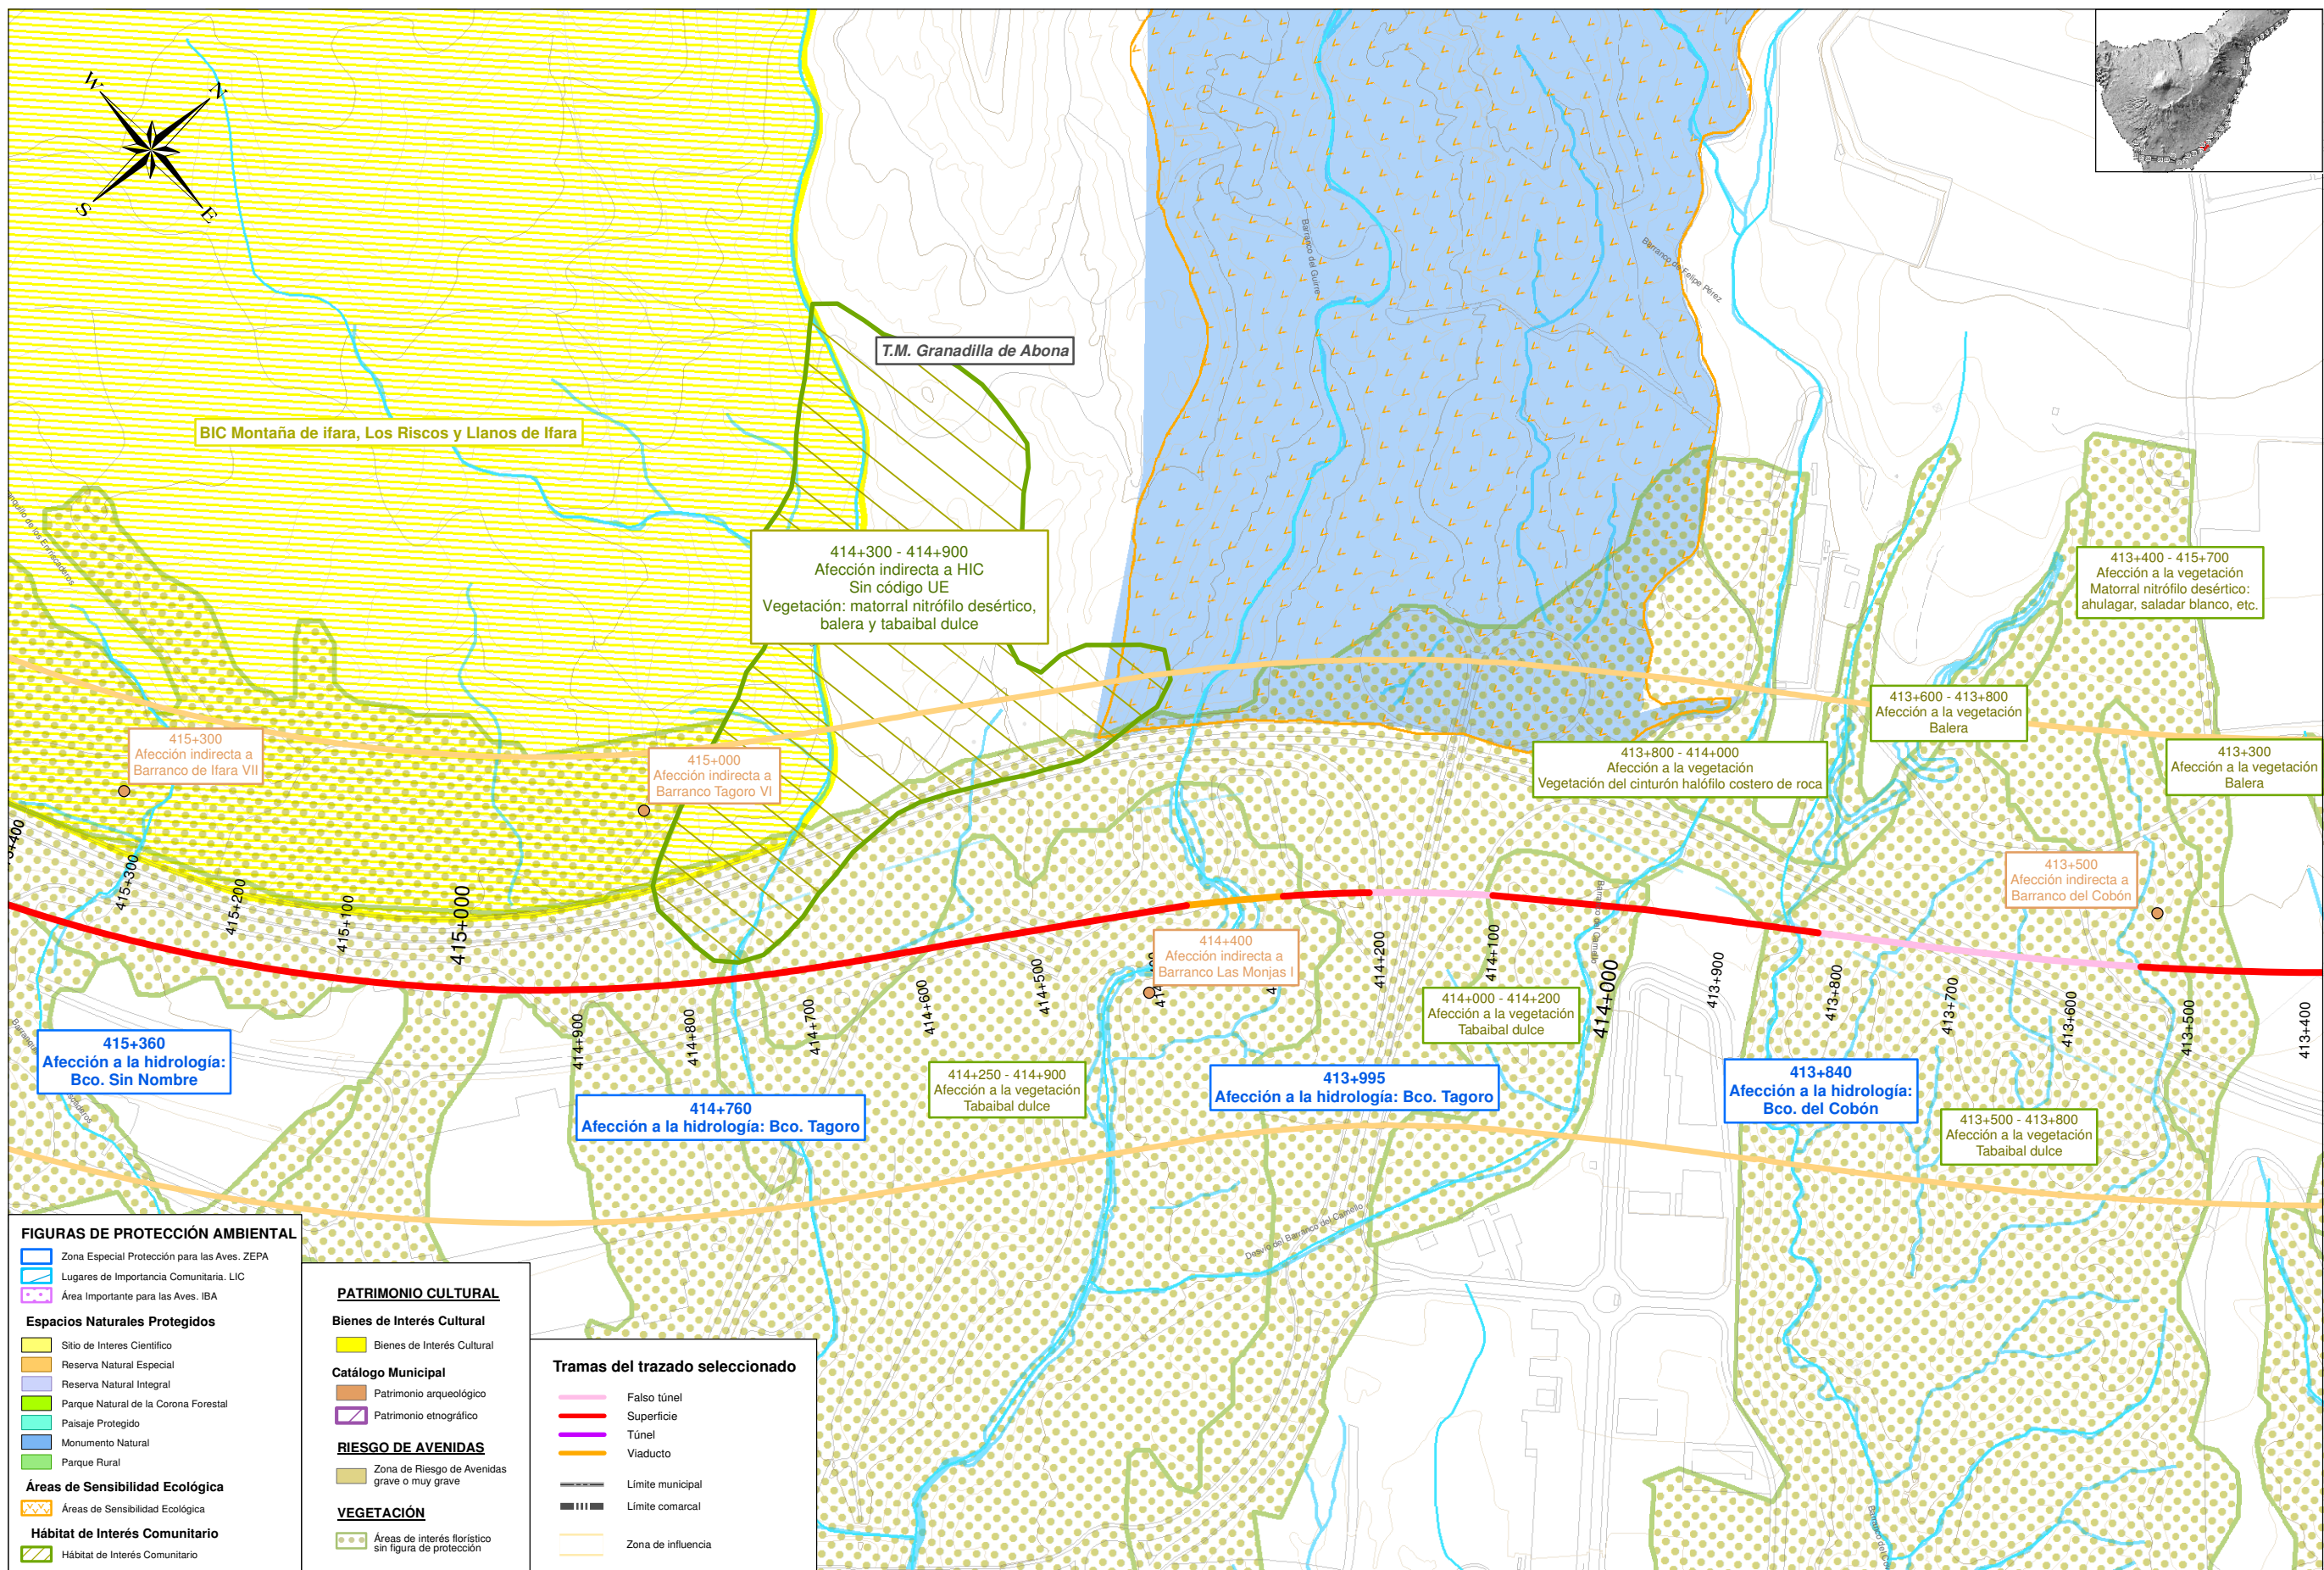 W
N
S
E
T.M. Granadilla de Abona
BIC Montaña de ifara, Los Riscos y Llanos de Ifara
Barranco del Guirre
Barranco de Felipe Pérez
414+300 - 414+900
Afección indirecta a HIC
Sin código UE
Vegetación: matorral nitrófilo desértico,
balera y tabaibal dulce
413+400 - 415+700
Afección a la vegetación
Matorral nitrófilo desértico:
ahulagar, saladar blanco, etc.
413+600 - 413+800
Afección a la vegetación
Balera
413+300
Afección a la vegetación
Balera
413+800 - 414+000
Afección a la vegetación
Vegetación del cinturón halófilo costero de roca
415+300
Afección indirecta a
Barranco de Ifara VII
415+000
Afección indirecta a
Barranco Tagoro VI
413+500
Afección indirecta a
Barranco del Cobón
414+400
Afección indirecta a
Barranco Las Monjas I
415+300
415+200
415+100
415+000
414+900
414+800
414+700
414+600
414+500
414+200
414+100
414+000
413+900
413+800
413+700
413+600
413+500
413+400
Barranco del Camello
414+000 - 414+200
Afección a la vegetación
Tabaibal dulce
415+360
Afección a la hidrología:
Bco. Sin Nombre
414+760
Afección a la hidrología: Bco. Tagoro
414+250 - 414+900
Afección a la vegetación
Tabaibal dulce
413+995
Afección a la hidrología: Bco. Tagoro
413+840
Afección a la hidrología:
Bco. del Cobón
413+500 - 413+800
Afección a la vegetación
Tabaibal dulce
Desvío del Barranco del Camello
FIGURAS DE PROTECCIÓN AMBIENTAL
Zona Especial Protección para las Aves. ZEPA
Lugares de Importancia Comunitaria. LIC
Área Importante para las Aves. IBA
Espacios Naturales Protegidos
Sitio de Interes Cientifico
Reserva Natural Especial
Reserva Natural Integral
Parque Natural de la Corona Forestal
Paisaje Protegido
Monumento Natural
Parque Rural
Áreas de Sensibilidad Ecológica
Áreas de Sensibilidad Ecológica
Hábitat de Interés Comunitario
Hábitat de Interés Comunitario
PATRIMONIO CULTURAL
Bienes de Interés Cultural
Bienes de Interés Cultural
Catálogo Municipal
Patrimonio arqueológico
Patrimonio etnográfico
RIESGO DE AVENIDAS
Zona de Riesgo de Avenidas
grave o muy grave
VEGETACIÓN
Áreas de interés florístico
sin figura de protección
Tramas del trazado seleccionado
Falso túnel
Superficie
Túnel
Viaducto
Límite municipal
Límite comarcal
Zona de influencia